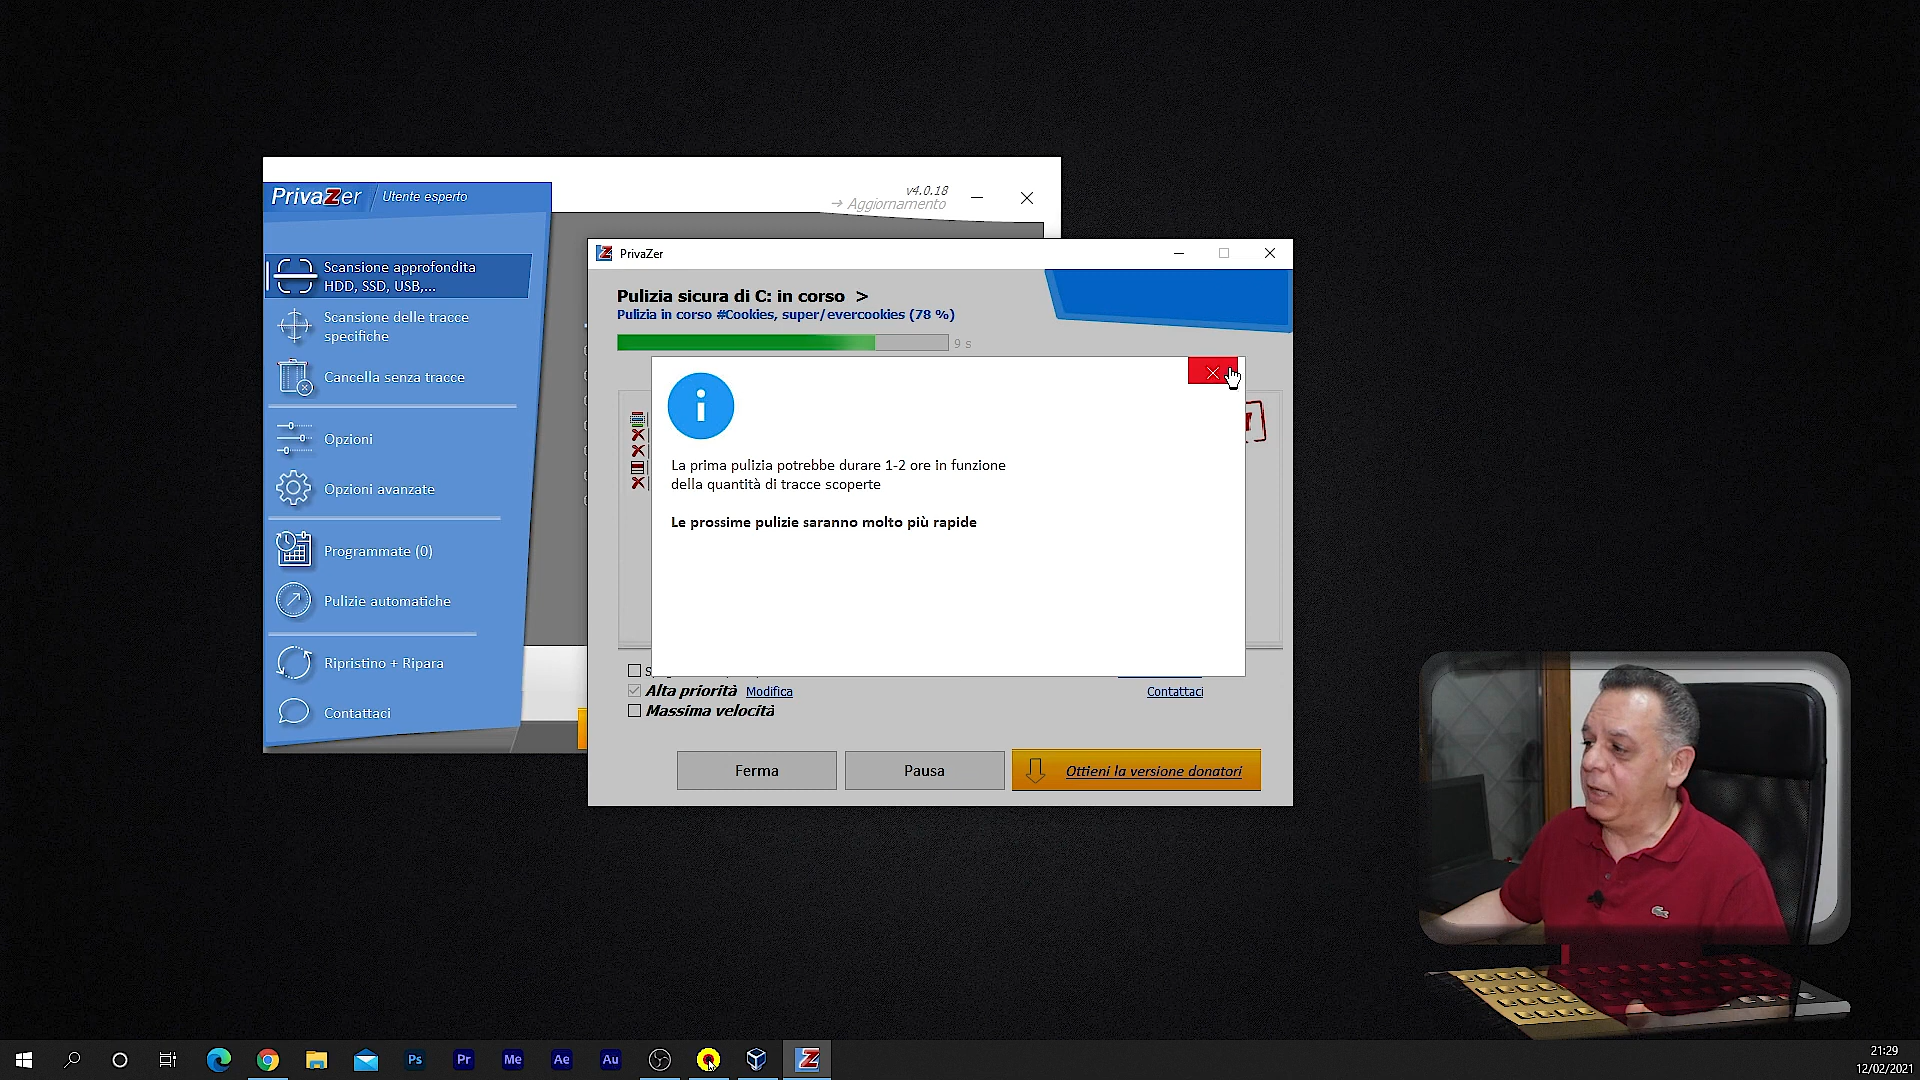 PrivaZer
Utente esperto
v4.0.18
→ Aggiornamento
Scansione approfondita
HDD, SSD, USB,...
Scansione delle tracce
specifiche
Cancella senza tracce
Opzioni
Opzioni avanzate
Programmate (0)
Pulizie automatiche
Ripristino + Ripara
Contattaci
PrivaZer
Pulizia sicura di C: in corso >
Pulizia in corso #Cookies, super/evercookies (78 %)
9 s
La prima pulizia potrebbe durare 1-2 ore in funzione
della quantità di tracce scoperte
Le prossime pulizie saranno molto più rapide
Alta priorità Modifica
Contattaci
Massima velocità
Ferma
Pausa
Ottieni la versione donatori
Ps
Pr
Me
Ae
Au
21:29
12/02/2021